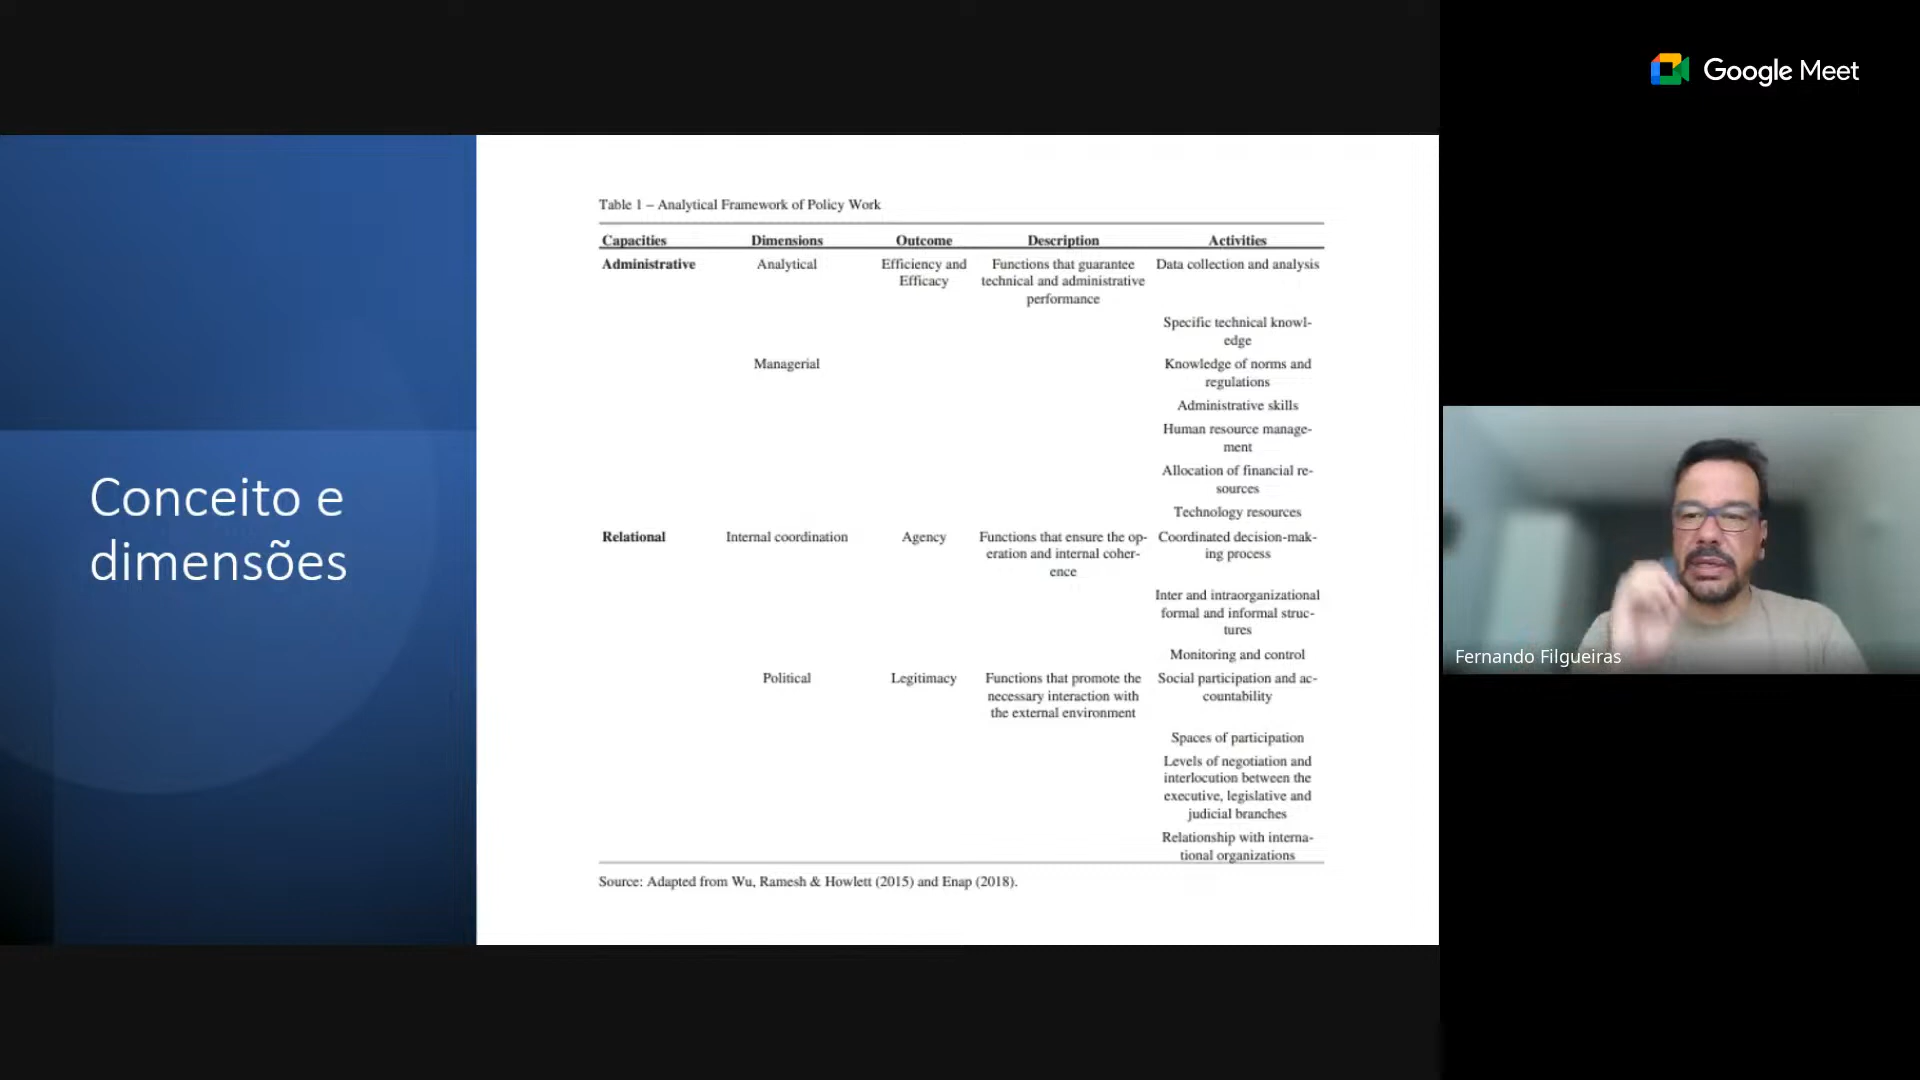 Google Meet
Conceito e
dimensões
Table 1 – Analytical Framework of Policy Work
Capacities Dimensions Outcome Description Activities
Administrative Analytical Efficiency and Functions that guarantee Data collection and analysis
Efficacy technical and administrative
performance
Specific technical knowl-
edge
Managerial Knowledge of norms and
regulations
Administrative skills
Human resource manage-
ment
Allocation of financial re-
sources
Technology resources
Relational Internal coordination Agency Functions that ensure the op- Coordinated decision-mak-
eration and internal coher- ing process
ence
Inter and intraorganizational
formal and informal struc-
tures
Monitoring and control
Political Legitimacy Functions that promote the Social participation and ac-
necessary interaction with countability
the external environment
Spaces of participation
Levels of negotiation and
interlocution between the
executive, legislative and
judicial branches
Relationship with interna-
tional organizations
Source: Adapted from Wu, Ramesh & Howlett (2015) and Enap (2018).
Fernando Filgueiras